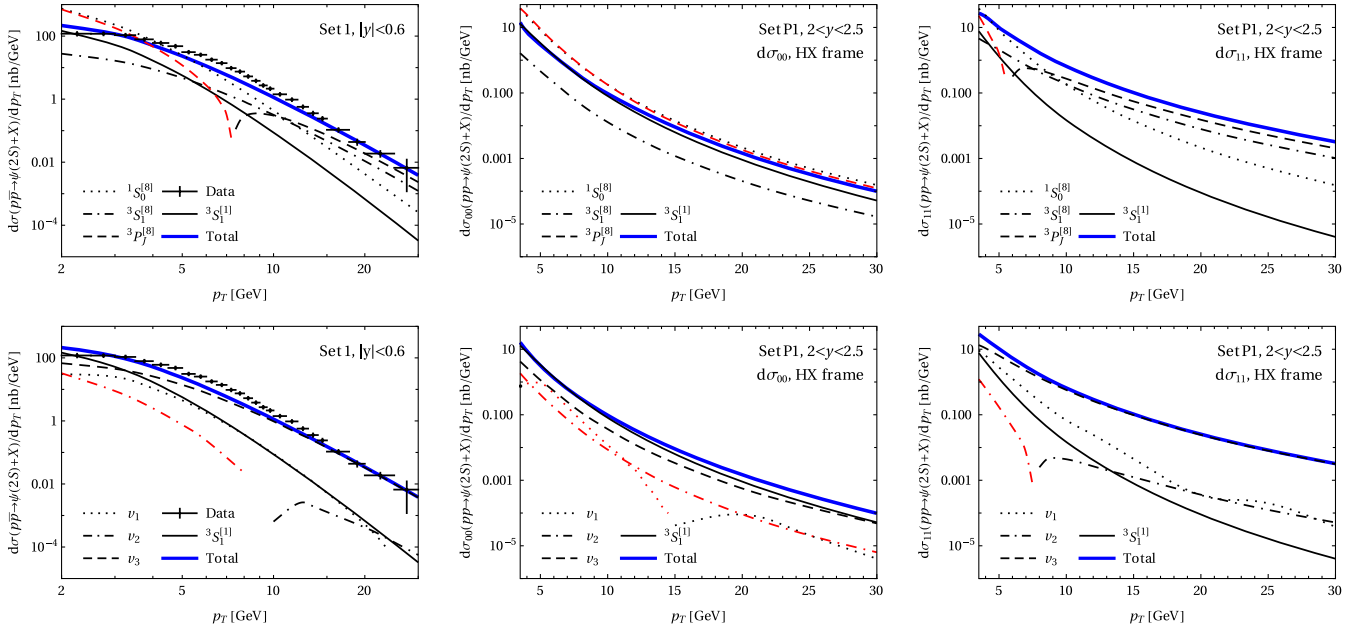 dσ(pp̅→ψ(2S)+X)/dp_T [nb/GeV]
100
1
0.01
10⁻⁴
Set 1, |y|<0.6
¹S₀^[8] Data
³S₁^[8] ³S₁^[1]
³P_J^[8] Total
2 5 10 20
p_T [GeV]
dσ₀₀(pp→ψ(2S)+X)/dp_T [nb/GeV]
10
0.100
0.001
10⁻⁵
Set P1, 2<y<2.5
dσ₀₀, HX frame
¹S₀^[8]
³S₁^[8] ³S₁^[1]
³P_J^[8] Total
5 10 15 20 25 30
p_T [GeV]
dσ₁₁(pp→ψ(2S)+X)/dp_T [nb/GeV]
10
0.100
0.001
10⁻⁵
Set P1, 2<y<2.5
dσ₁₁, HX frame
¹S₀^[8]
³S₁^[8] ³S₁^[1]
³P_J^[8] Total
5 10 15 20 25 30
p_T [GeV]
dσ(pp̅→ψ(2S)+X)/dp_T [nb/GeV]
100
1
0.01
10⁻⁴
Set 1, |y|<0.6
v₁ Data
v₂ ³S₁^[1]
v₃ Total
2 5 10 20
p_T [GeV]
dσ₀₀(pp→ψ(2S)+X)/dp_T [nb/GeV]
10
0.100
0.001
10⁻⁵
Set P1, 2<y<2.5
dσ₀₀, HX frame
v₁
v₂ ³S₁^[1]
v₃ Total
5 10 15 20 25 30
p_T [GeV]
dσ₁₁(pp→ψ(2S)+X)/dp_T [nb/GeV]
10
0.100
0.001
10⁻⁵
Set P1, 2<y<2.5
dσ₁₁, HX frame
v₁
v₂ ³S₁^[1]
v₃ Total
5 10 15 20 25 30
p_T [GeV]